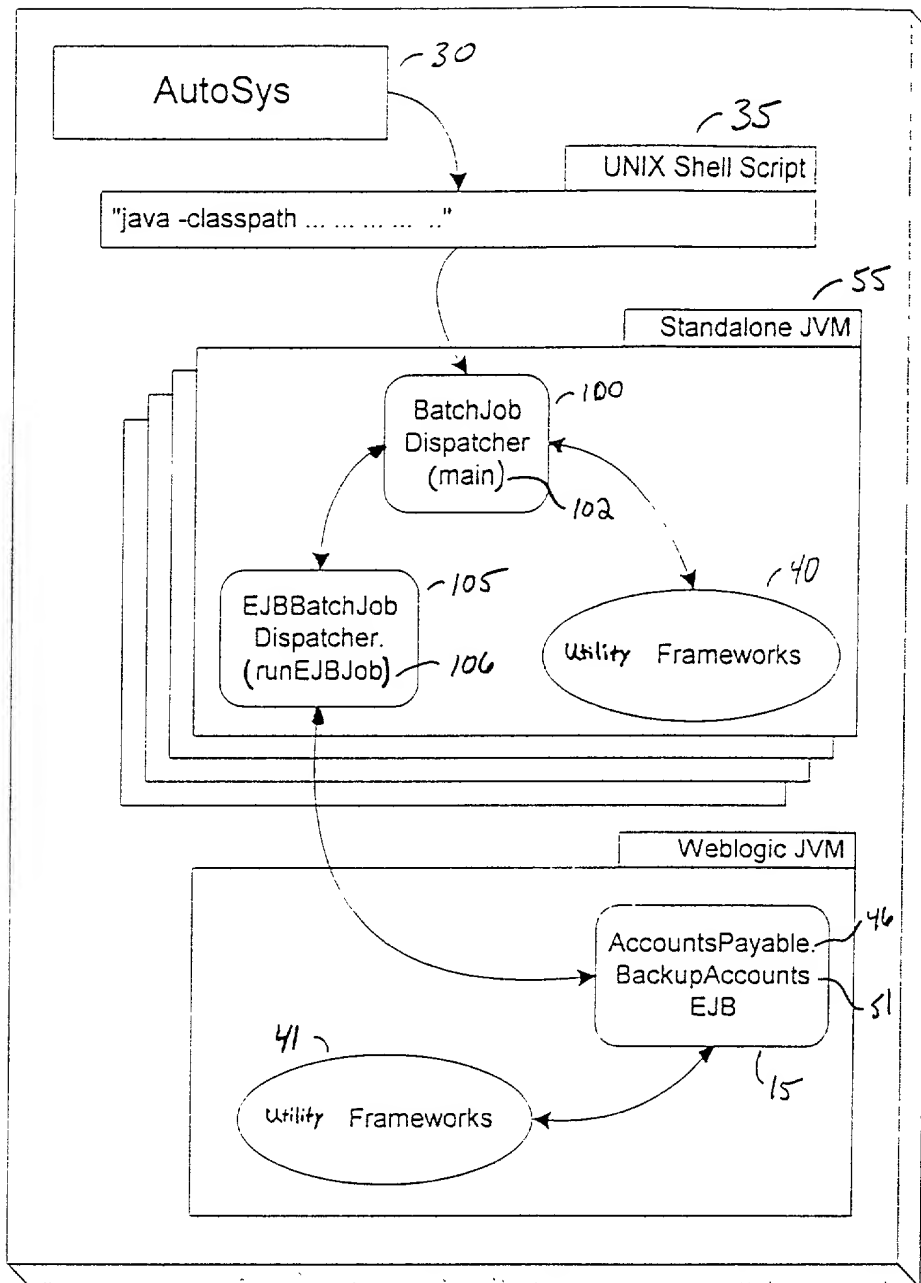 30
AutoSys
35
UNIX Shell Script
"java -classpath ... ... ... ... .."
55
Standalone JVM
100
BatchJob
Dispatcher
(main)
102
105
EJBBatchJob
Dispatcher.
(runEJBJob)
106
40
Utility Frameworks
Weblogic JVM
AccountsPayable.
46
BackupAccounts
51
EJB
15
41
Utility Frameworks